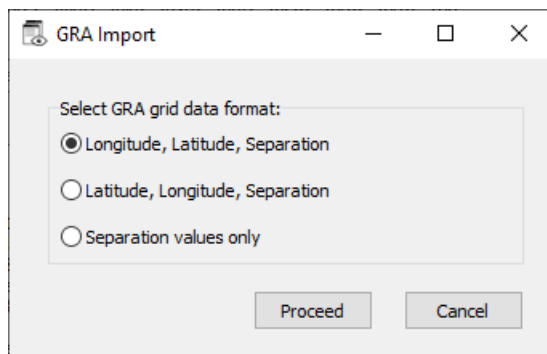 GRA Import
Select GRA grid data format:
Longitude, Latitude, Separation
Latitude, Longitude, Separation
Separation values only
Proceed Cancel